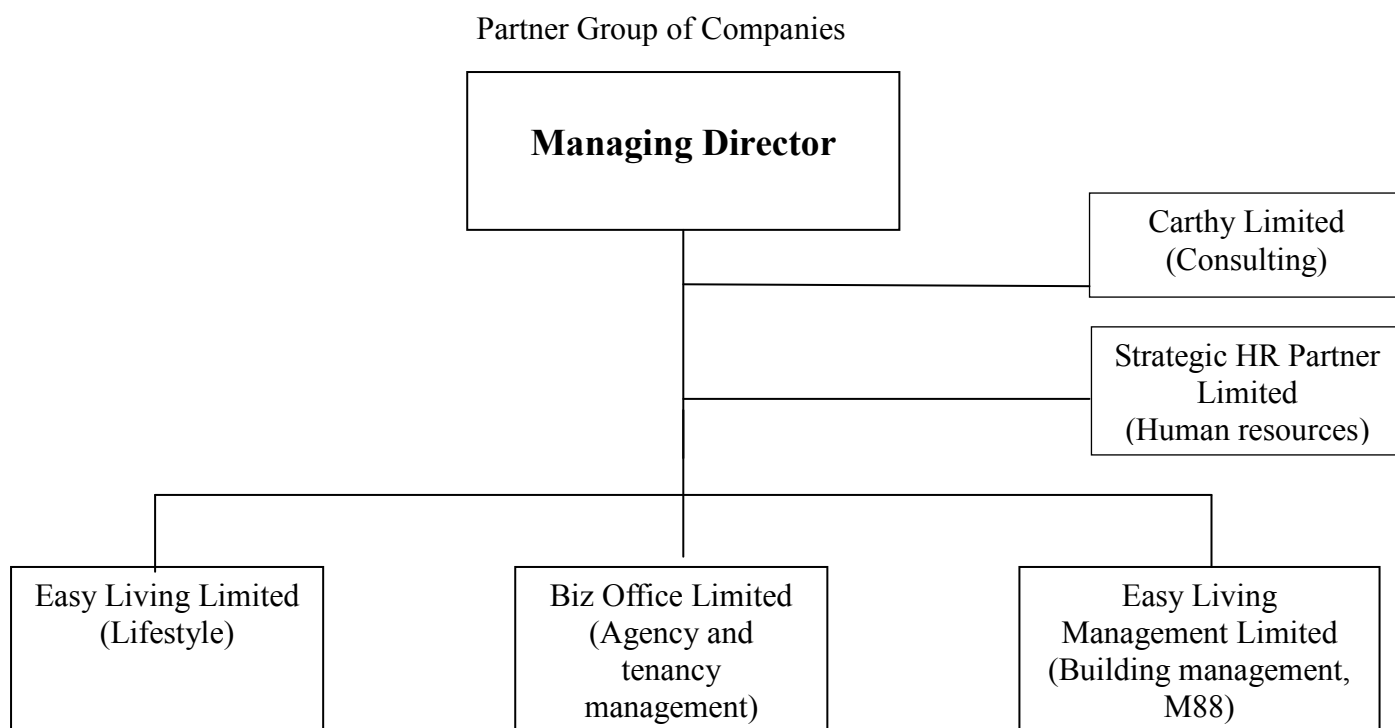 Partner Group of Companies
Managing Director
Carthy Limited
(Consulting)
Strategic HR Partner
Limited
(Human resources)
Easy Living Limited
(Lifestyle)
Biz Office Limited
(Agency and
tenancy
management)
Easy Living
Management Limited
(Building management,
M88)